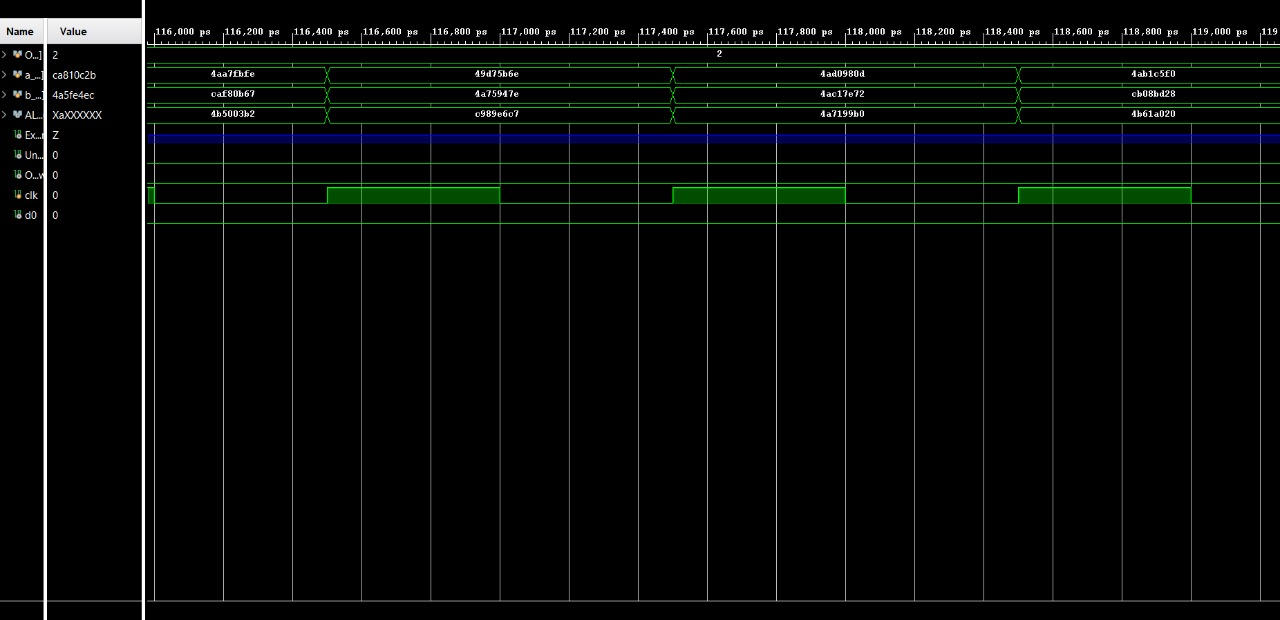 Name Value
116,000 ps 116,200 ps 116,400 ps 116,600 ps 116,800 ps 117,000 ps 117,200 ps 117,400 ps 117,600 ps 117,800 ps 118,000 ps 118,200 ps 118,400 ps 118,600 ps 118,800 ps 119,000 ps 119
O...] 2 2
a_...] ca810c2b 4aa7fbfe 49d75b6e 4ad0980d 4ab1c5f0
b_...] 4a5fe4ec caf80b67 4a75947e 4ac17e72 cb08bd28
AL... XaXXXXXX 4b5003b2 c989e6c7 4a7199b0 4b61a020
Ex... Z
Un... 0
O... 0
clk 0
d0 0